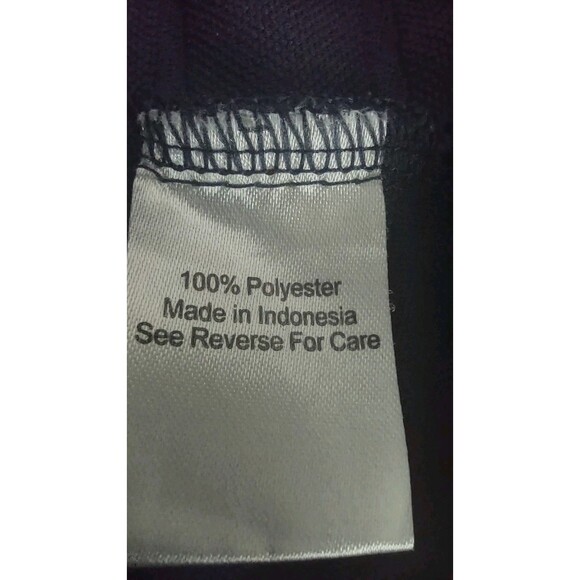 100% Polyester
Made in Indonesia
See Reverse For Care